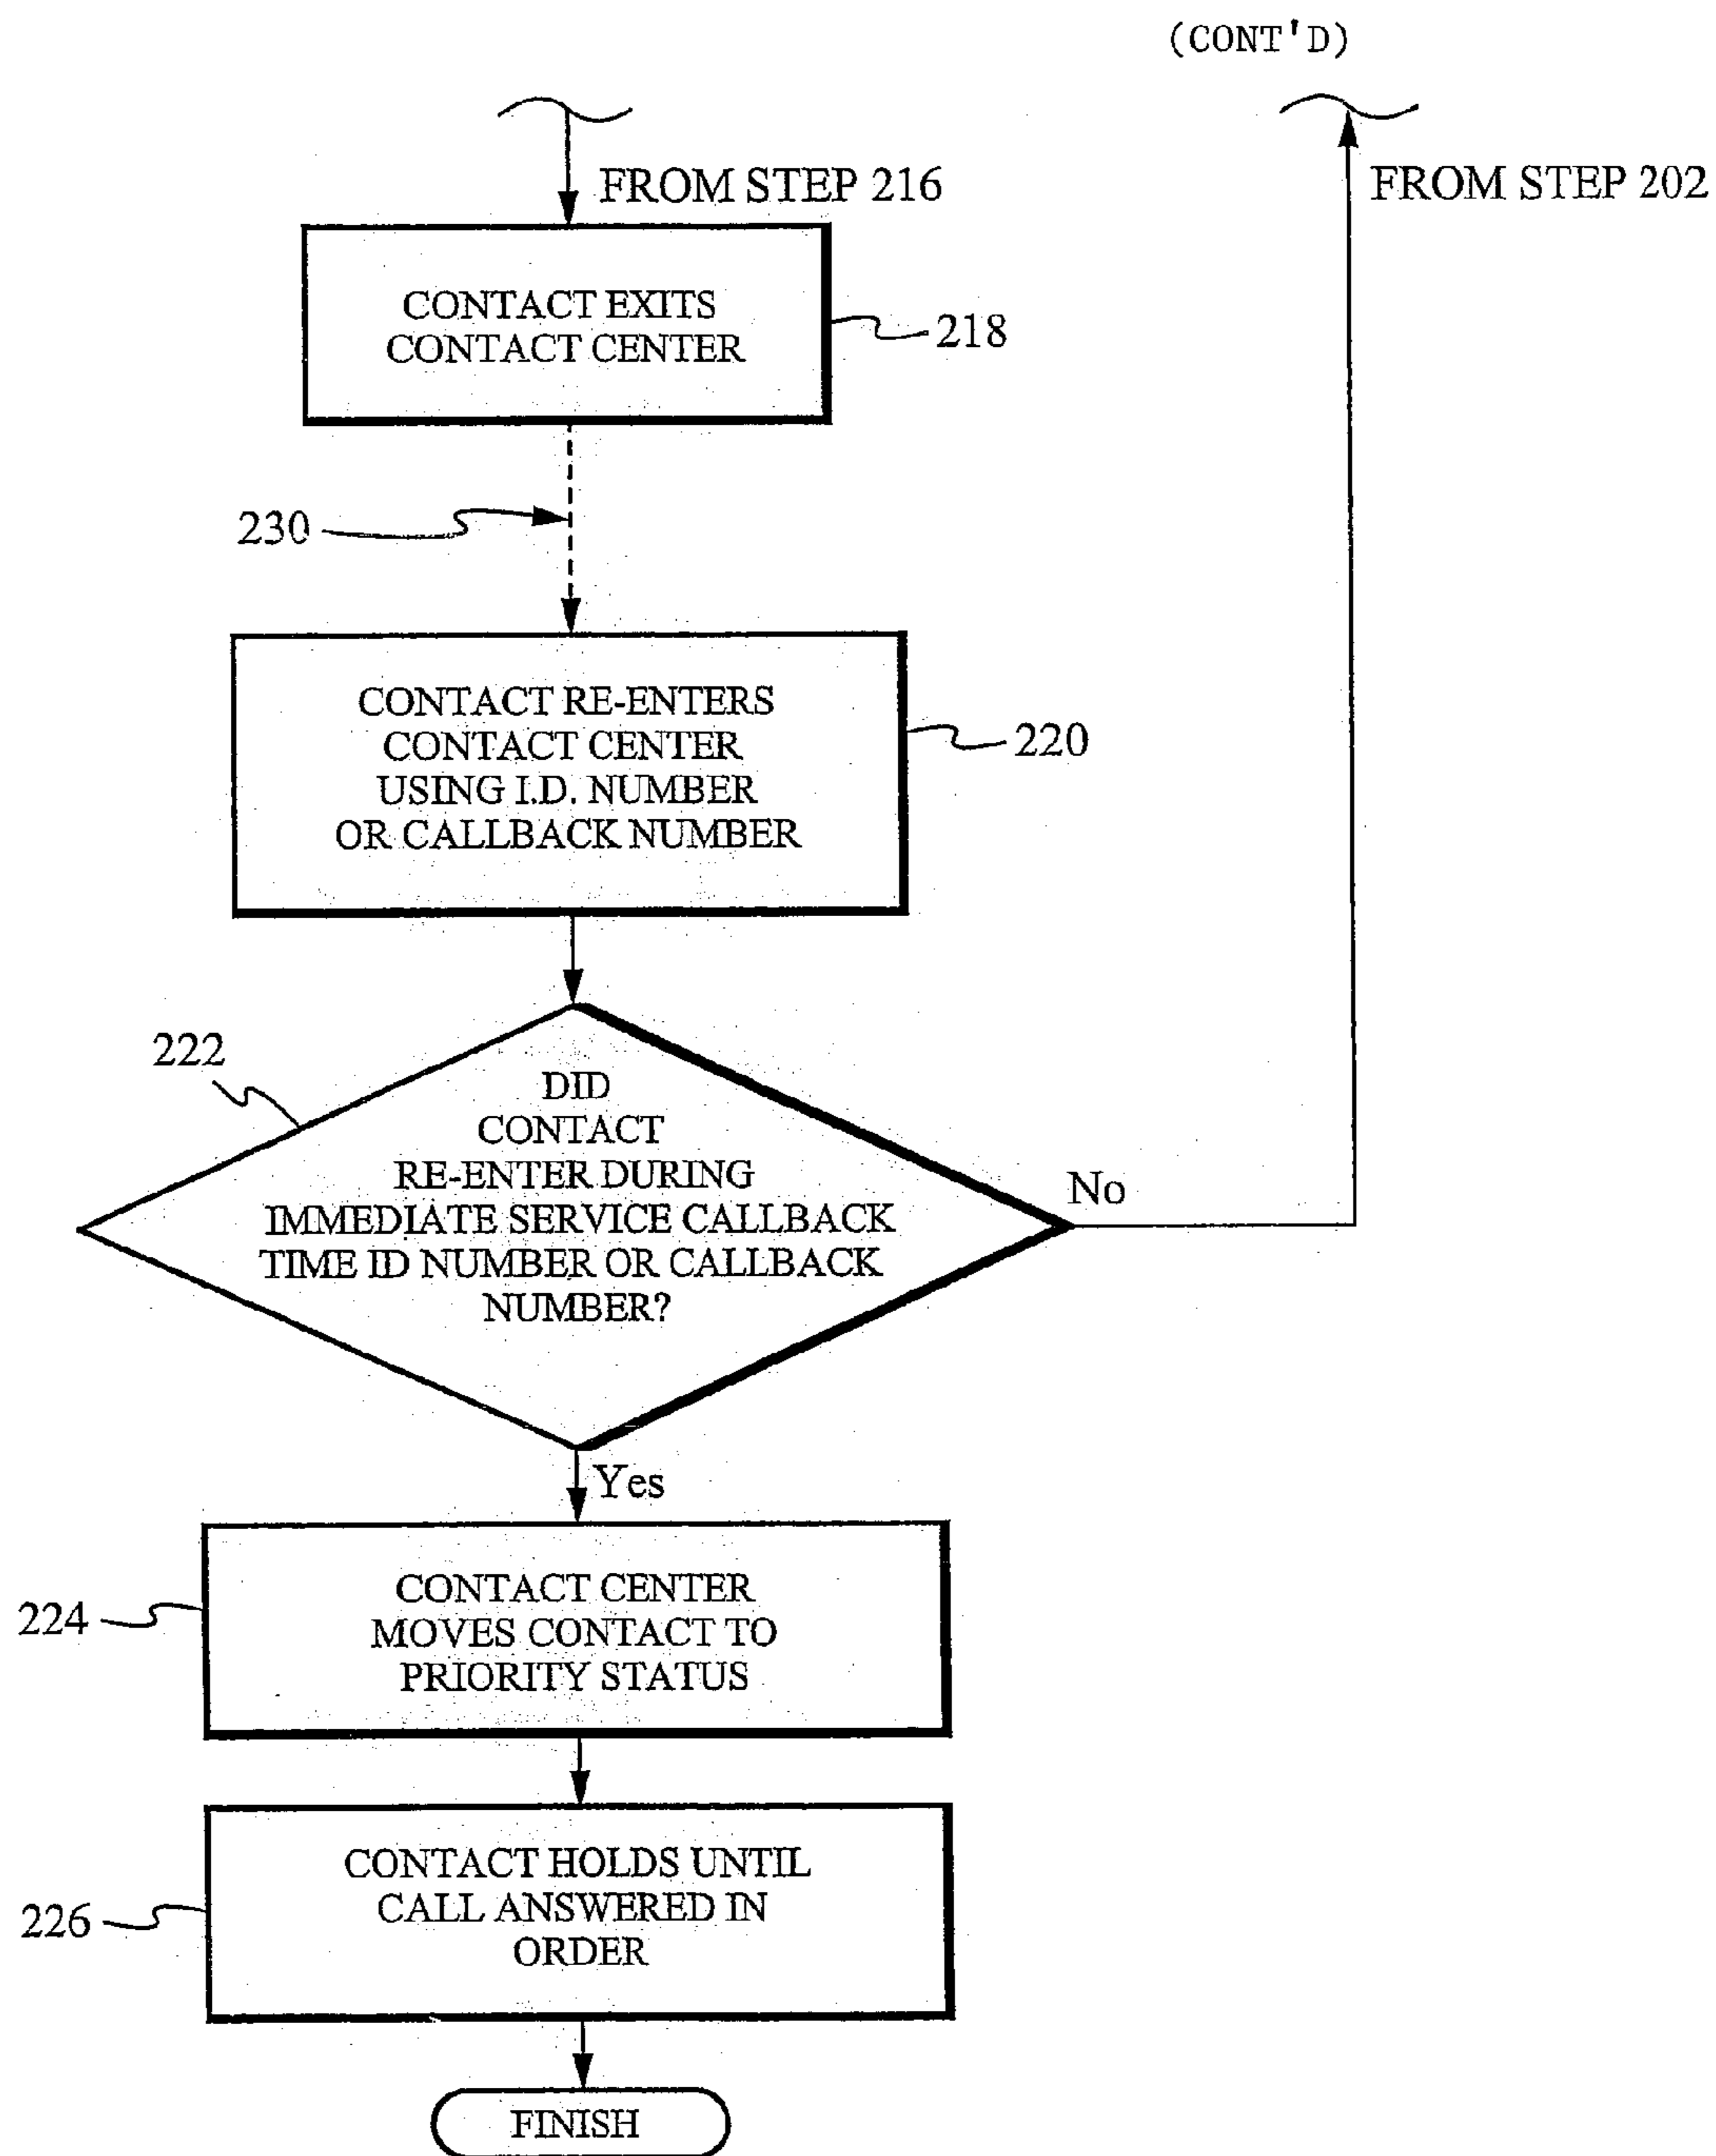 (CONT'D)
FROM STEP 216
FROM STEP 202
CONTACT EXITS
CONTACT CENTER
218
230
CONTACT RE-ENTERS
CONTACT CENTER
USING I.D. NUMBER
OR CALLBACK NUMBER
220
222
DID
CONTACT
RE-ENTER DURING
IMMEDIATE SERVICE CALLBACK
TIME ID NUMBER OR CALLBACK
NUMBER?
No
Yes
CONTACT CENTER
MOVES CONTACT TO
PRIORITY STATUS
224
CONTACT HOLDS UNTIL
CALL ANSWERED IN
ORDER
226
FINISH